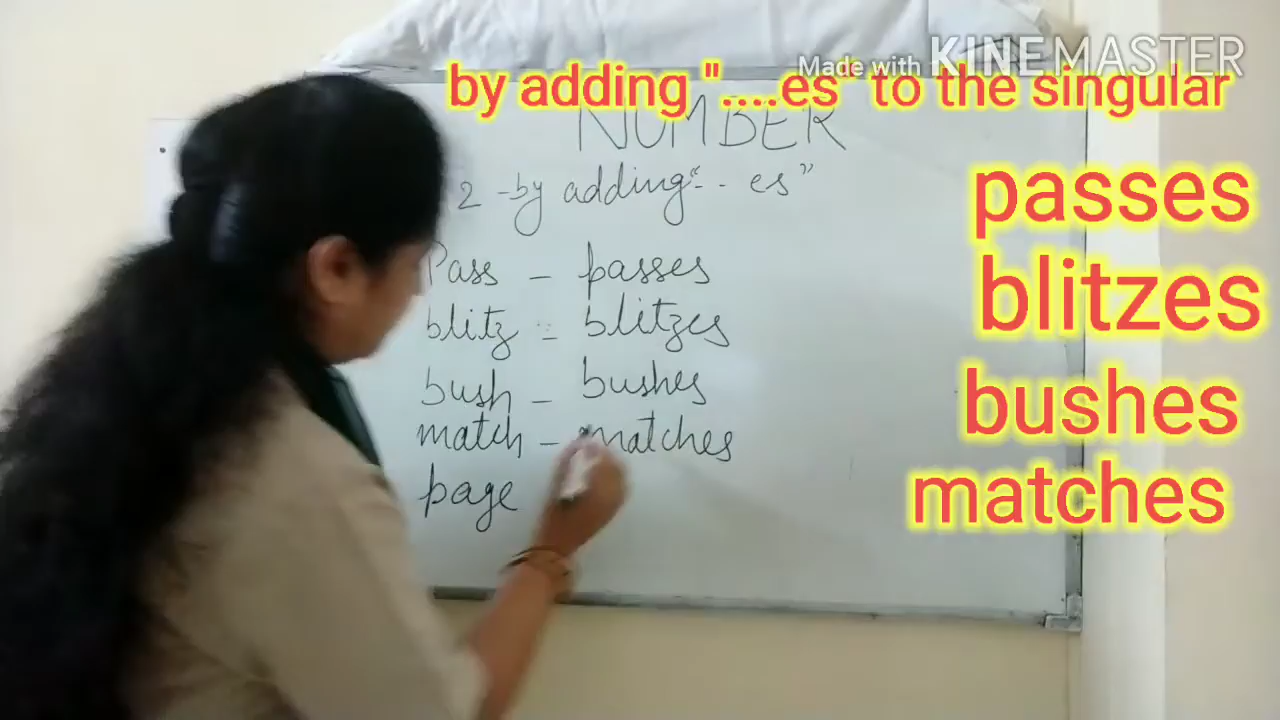 Made with KINEMASTER
by adding "....es" to the singular
NUMBER
2 - by adding "-- es"
Pass - passes
blitz - blitzes
bush - bushes
match - matches
page
passes
blitzes
bushes
matches